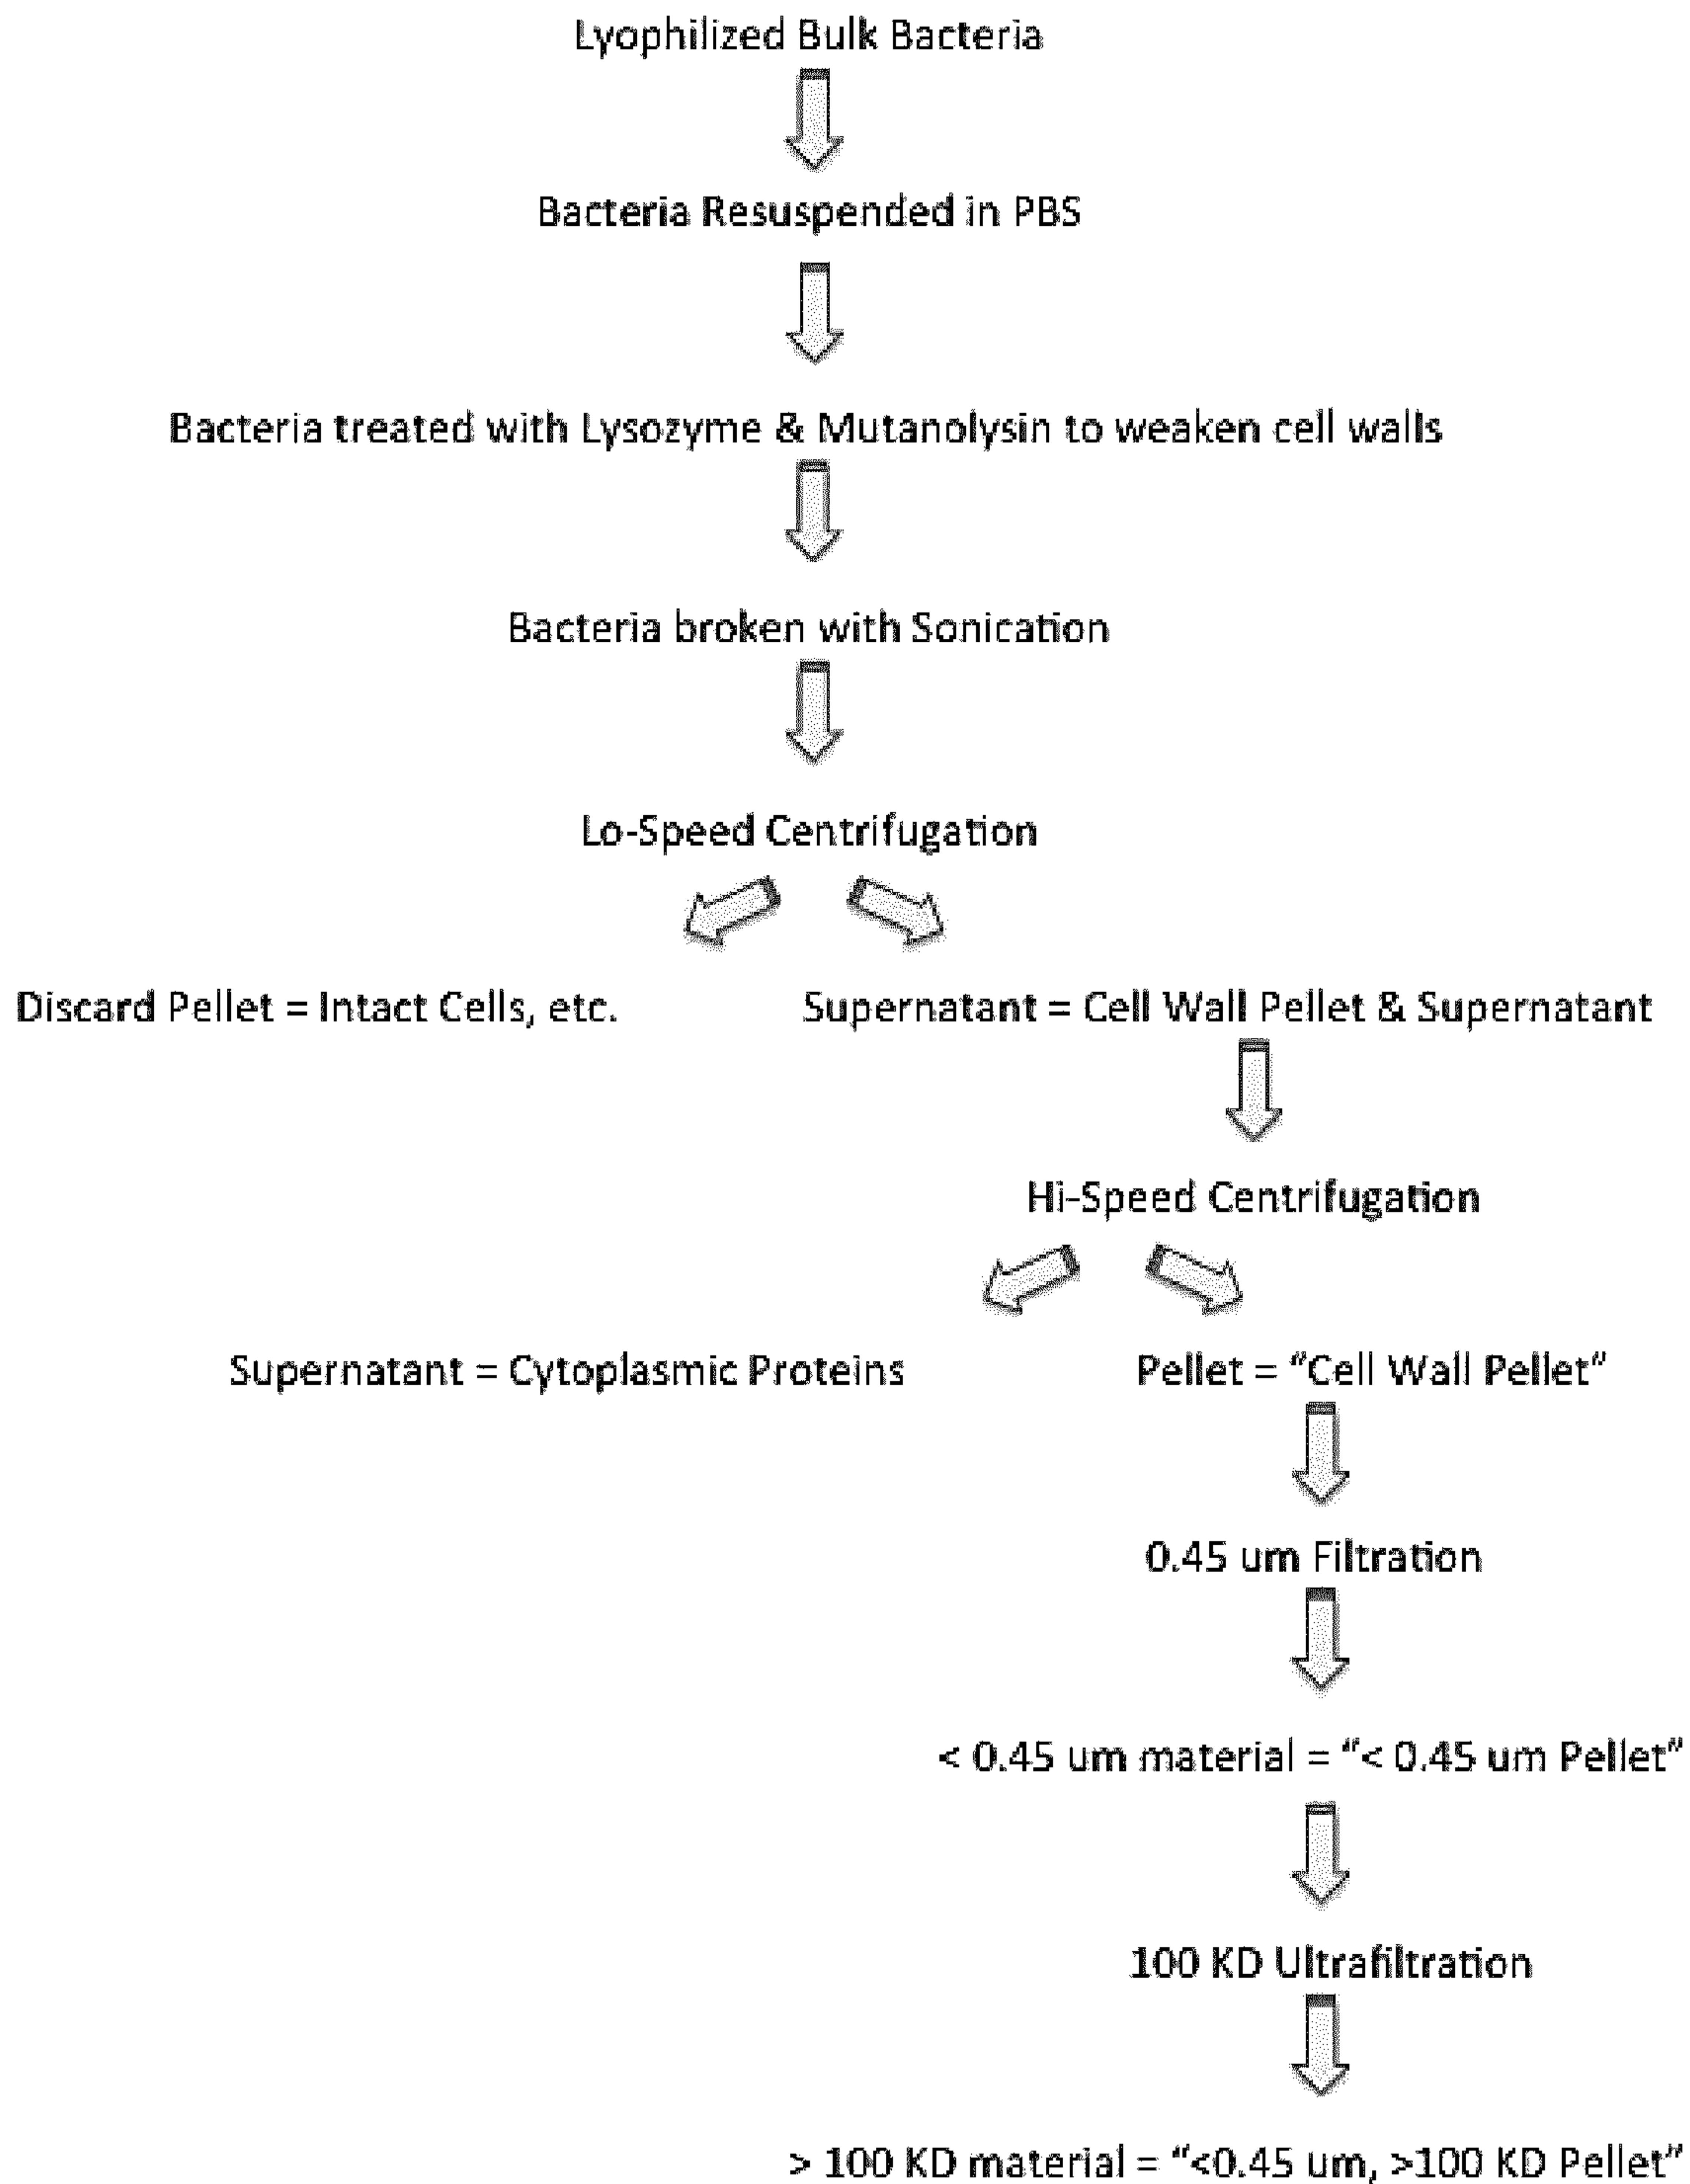 Lyophilized Bulk Bacteria
Bacteria Resuspended in PBS
Bacteria treated with Lysozyme & Mutanolysin to weaken cell walls
Bacteria broken with Sonication
Lo-Speed Centrifugation
Discard Pellet = Intact Cells, etc.
Supernatant = Cell Wall Pellet & Supernatant
Hi-Speed Centrifugation
Supernatant = Cytoplasmic Proteins
Pellet = “Cell Wall Pellet”
0.45 um Filtration
< 0.45 um material = “< 0.45 um Pellet”
100 KD Ultrafiltration
> 100 KD material = “<0.45 um, >100 KD Pellet”